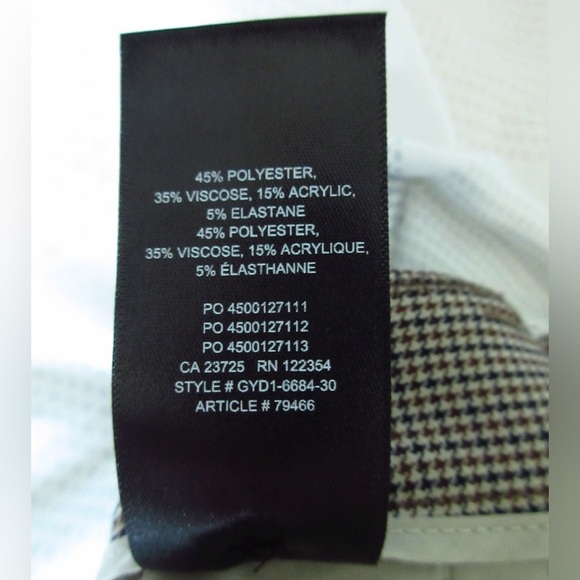 45% POLYESTER,
35% VISCOSE, 15% ACRYLIC,
5% ELASTANE
45% POLYESTER,
35% VISCOSE, 15% ACRYLIQUE,
5% ÉLASTHANNE
PO 4500127111
PO 4500127112
PO 4500127113
CA 23725 RN 122354
STYLE # GYD1-6684-30
ARTICLE # 79466